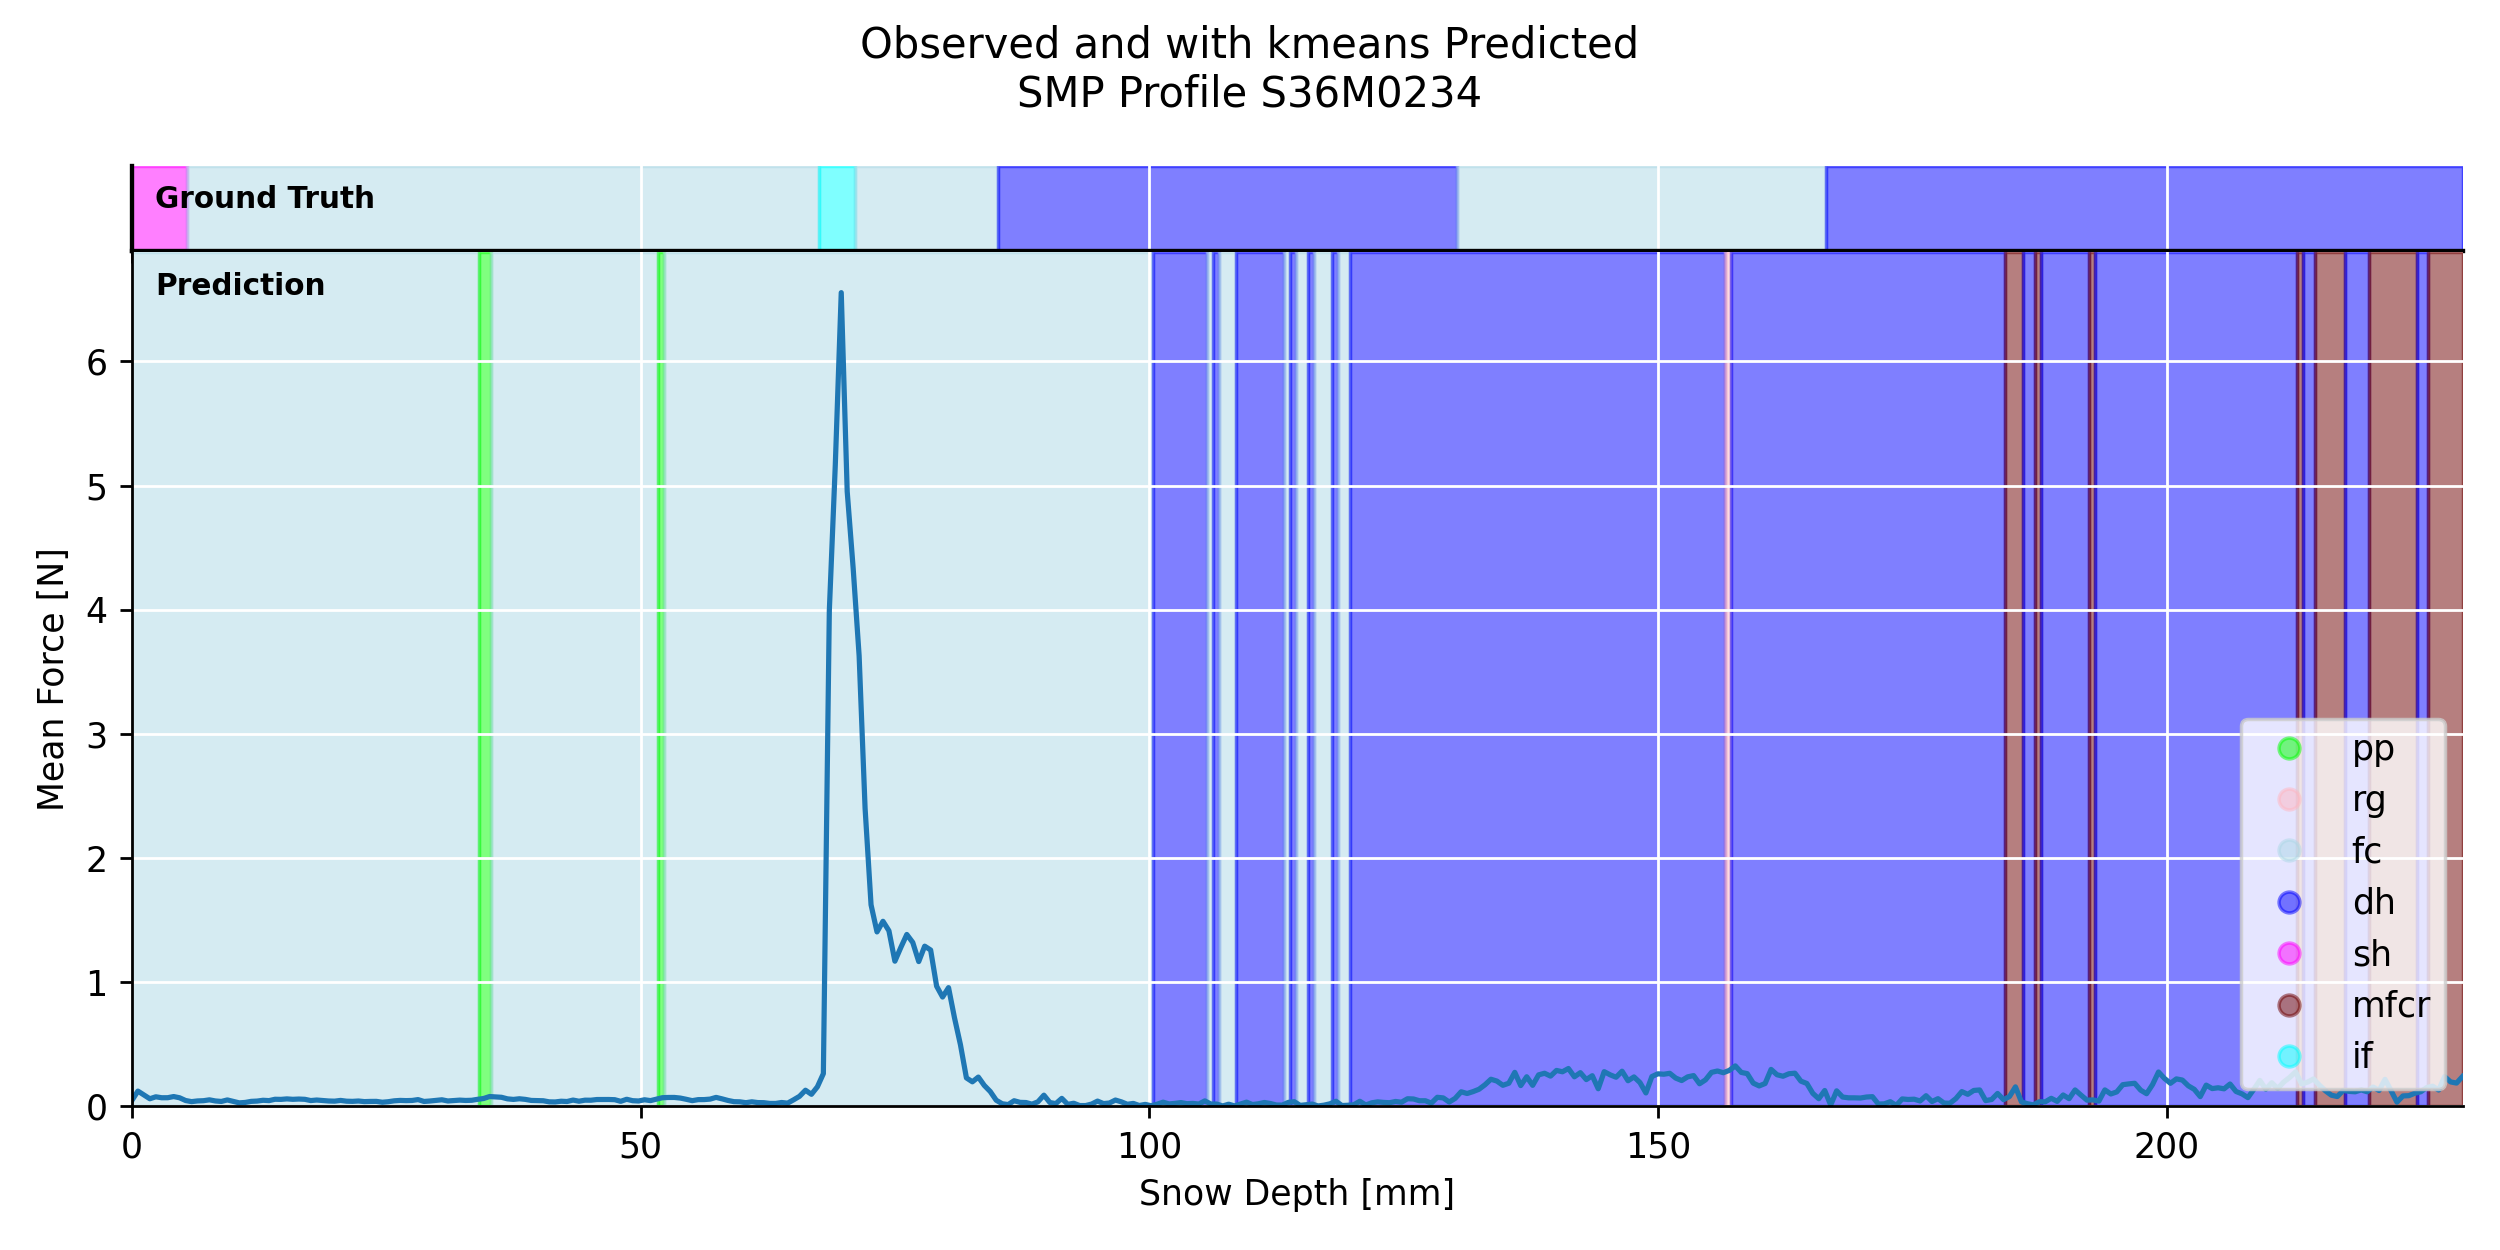 Observed and with kmeans Predicted
SMP Profile S36M0234
Ground Truth
Prediction
6
5
4
3
2
1
0
Mean Force [N]
0 50 100 150 200
Snow Depth [mm]
pp
rg
fc
dh
sh
mfcr
if